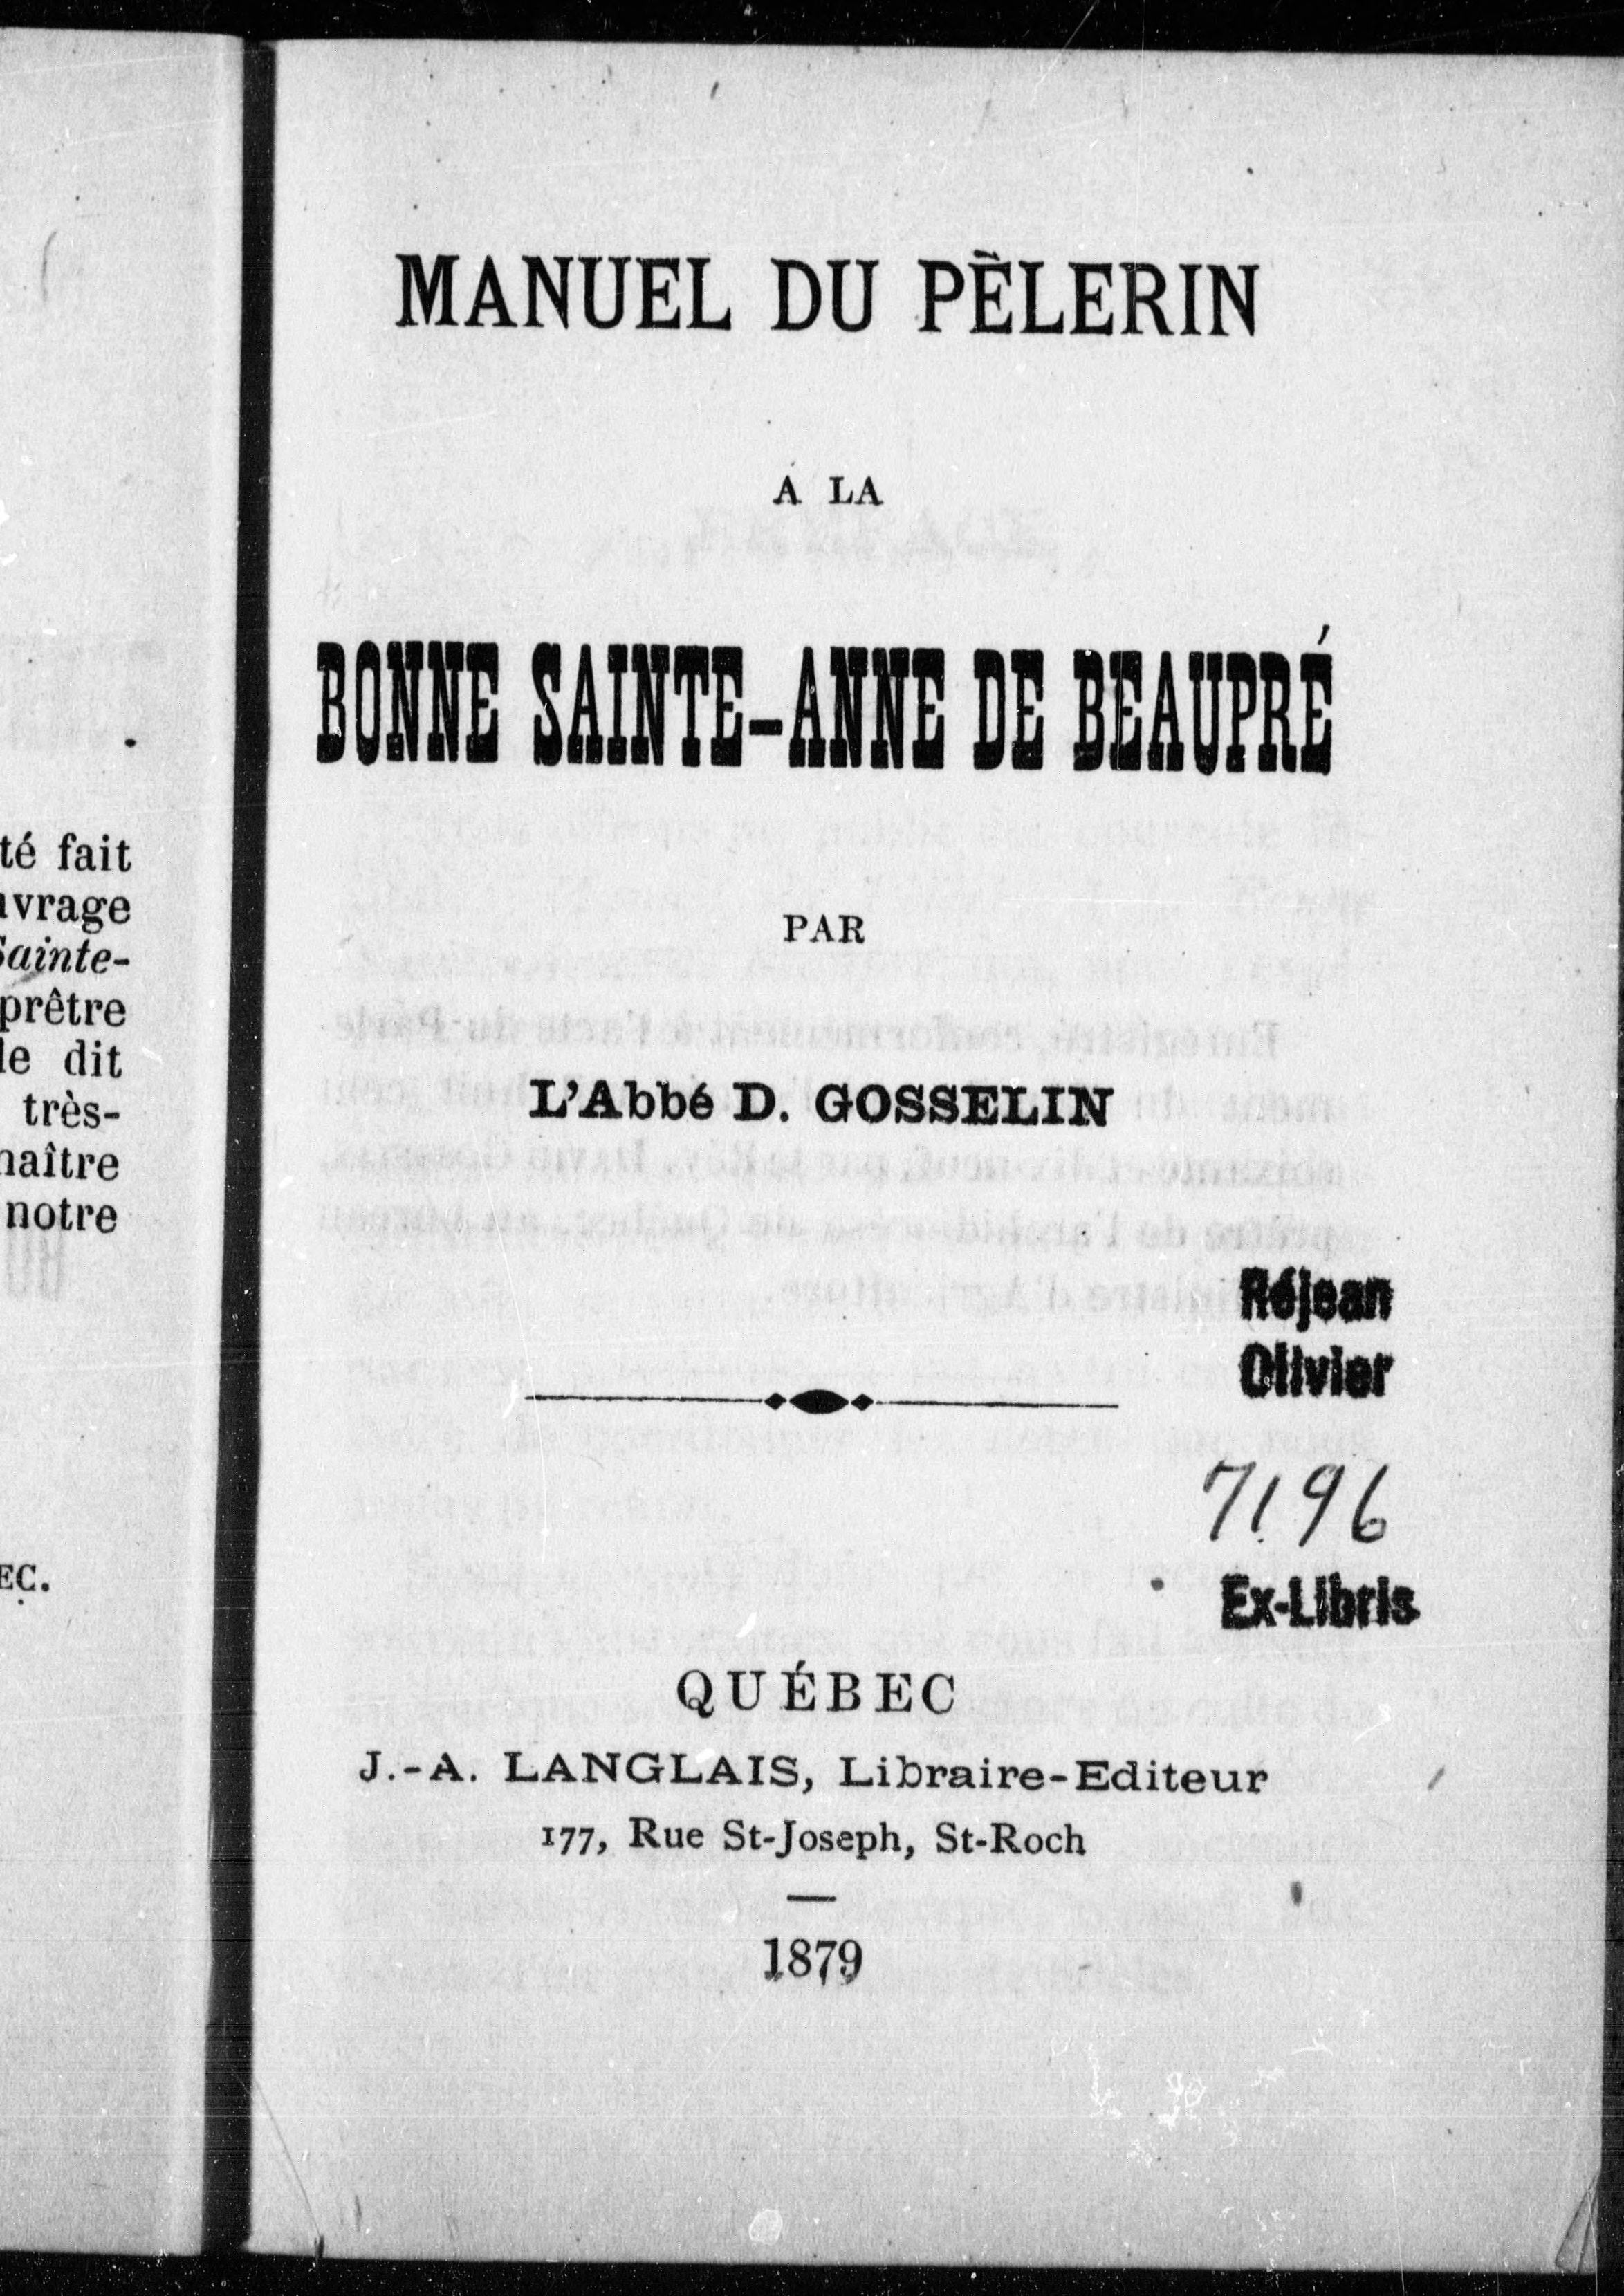 té fait
vrage
Sainte-
prêtre
le dit
très-
naître
notre
EC.
MANUEL DU PÈLERIN
À LA
BONNE SAINTE-ANNE DE BEAUPRÉ
PAR
L'Abbé D. GOSSELIN
Réjean
Olivier
7196
Ex-Libris
QUÉBEC
J.-A. LANGLAIS, Libraire-Editeur
177, Rue St-Joseph, St-Roch
1879